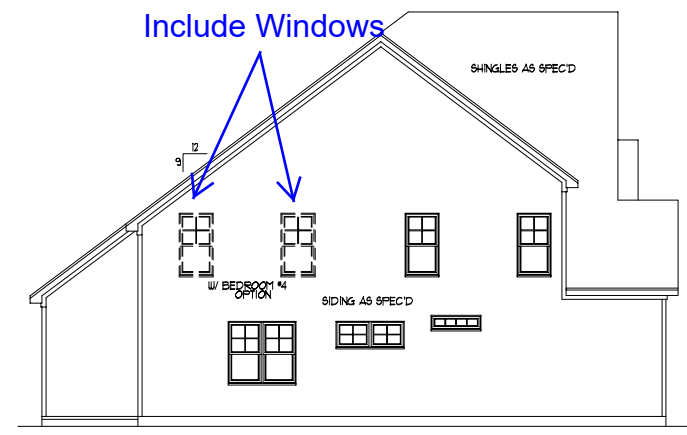 Include Windows
SHINGLES AS SPEC'D
12
9
W/ BEDROOM #4
OPTION
SIDING AS SPEC'D